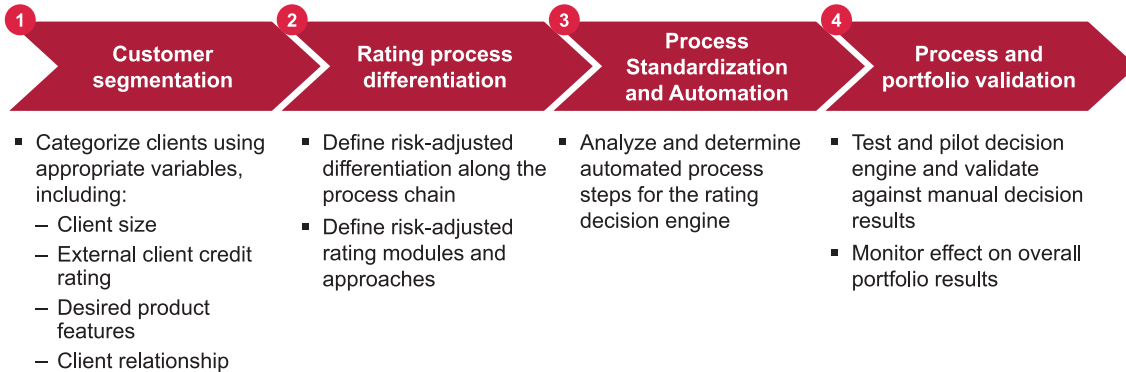 1
Customer
segmentation
▪ Categorize clients using
appropriate variables,
including:
– Client size
– External client credit
rating
– Desired product
features
– Client relationship
2
Rating process
differentiation
▪ Define risk-adjusted
differentiation along the
process chain
▪ Define risk-adjusted
rating modules and
approaches
3
Process
Standardization
and Automation
▪ Analyze and determine
automated process
steps for the rating
decision engine
4
Process and
portfolio validation
▪ Test and pilot decision
engine and validate
against manual decision
results
▪ Monitor effect on overall
portfolio results